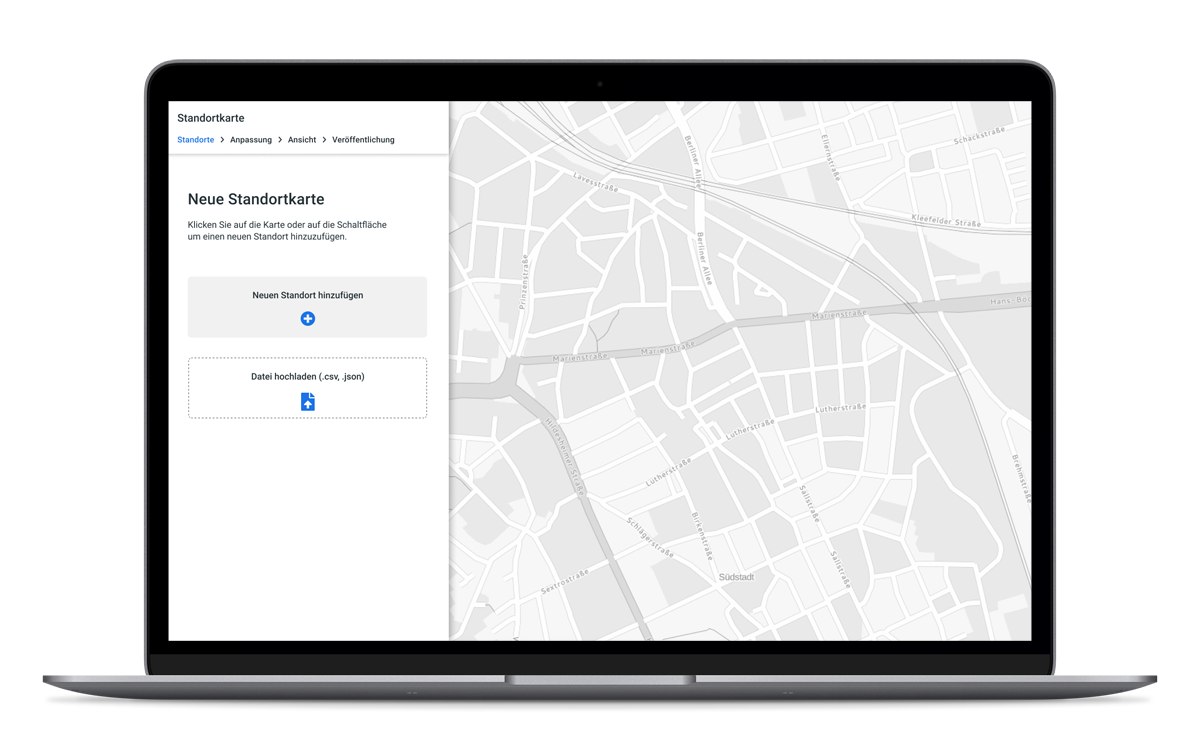 Standortkarte
Standorte > Anpassung > Ansicht > Veröffentlichung
Neue Standortkarte
Klicken Sie auf die Karte oder auf die Schaltfläche
um einen neuen Standort hinzuzufügen.
Neuen Standort hinzufügen
Datei hochladen (.csv, .json)
Berliner Allee
Ellernstraße
Schackstraße
Lavesstraße
Kleefelder Straße
Berliner Allee
Prinzenstraße
Hans-Böc
Marienstraße
Marienstraße
Marienstraße
Lutherstraße
Lutherstraße
Hildesheimer Straße
Lutherstraße
Brehmstraße
Sallstraße
Schlägerstraße
Birkenstraße
Sallstraße
Südstadt
Sextrostraße